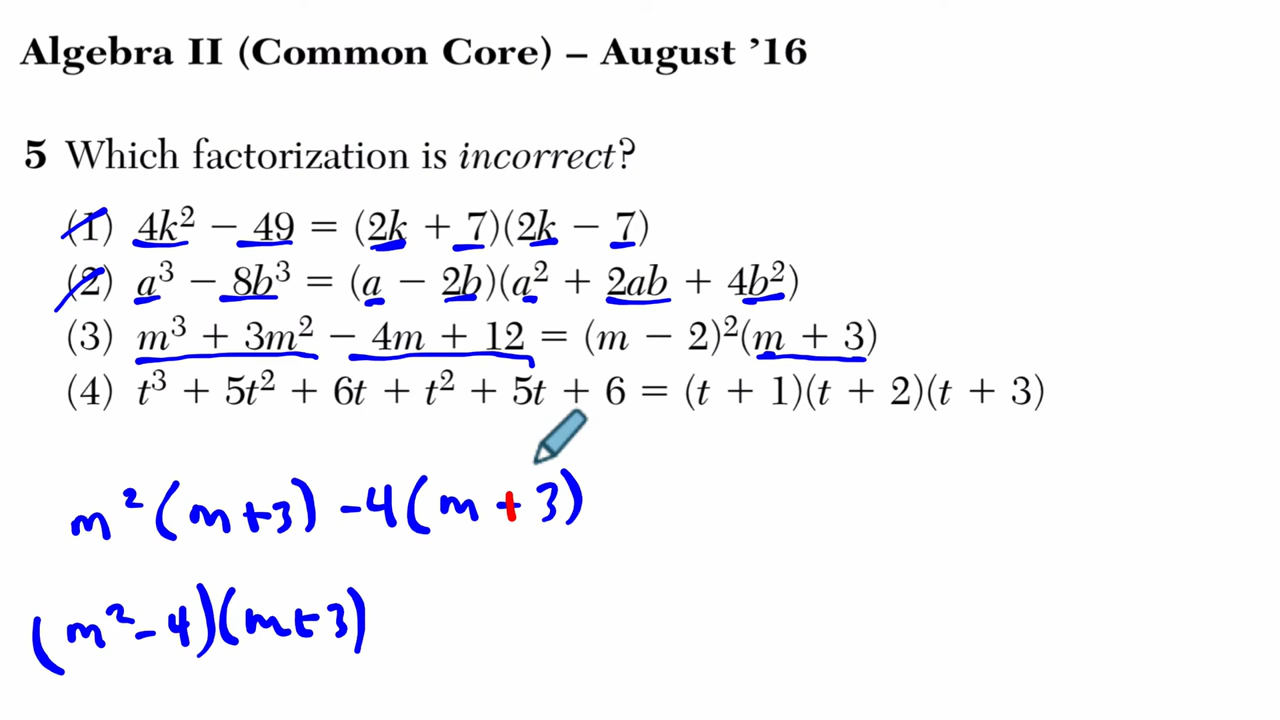 Algebra II (Common Core) – August ’16
5 Which factorization is incorrect?
(1) 4k² − 49 = (2k + 7)(2k − 7)
(2) a³ − 8b³ = (a − 2b)(a² + 2ab + 4b²)
(3) m³ + 3m² − 4m + 12 = (m − 2)²(m + 3)
(4) t³ + 5t² + 6t + t² + 5t + 6 = (t + 1)(t + 2)(t + 3)
m²(m+3) -4(m+3)
(m²-4)(m+3)